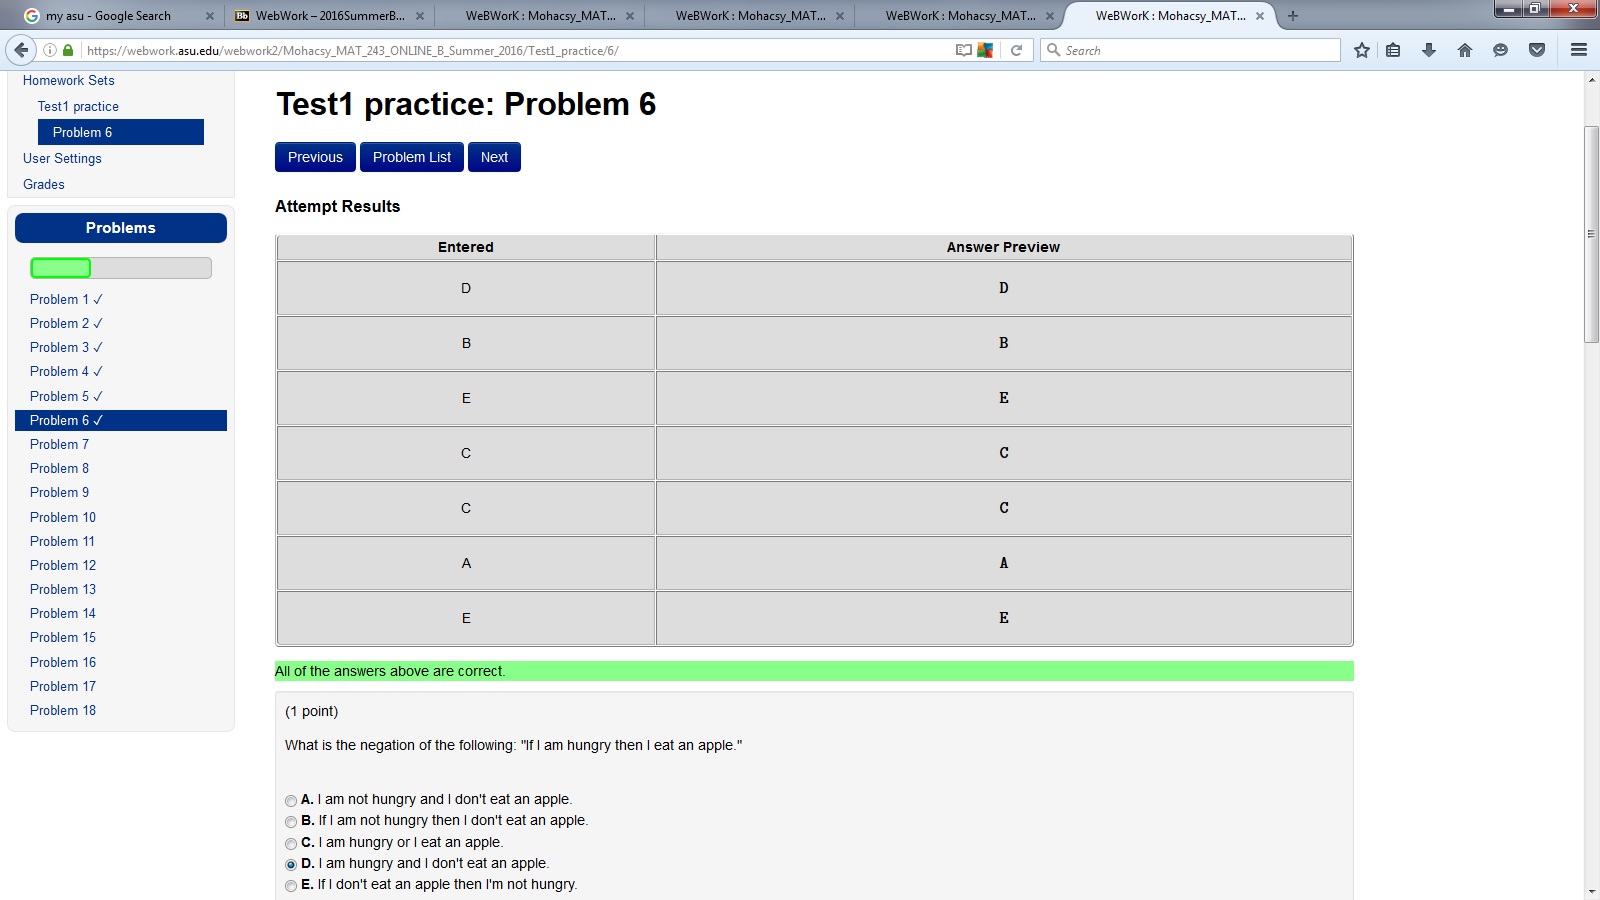 my asu - Google Search
WebWork – 2016SummerB...
WeBWorK : Mohacsy_MAT...
WeBWorK : Mohacsy_MAT...
WeBWorK : Mohacsy_MAT...
WeBWorK : Mohacsy_MAT...
https://webwork.asu.edu/webwork2/Mohacsy_MAT_243_ONLINE_B_Summer_2016/Test1_practice/6/
Search
Homework Sets
Test1 practice
Problem 6
User Settings
Grades
Problems
Problem 1 ✓
Problem 2 ✓
Problem 3 ✓
Problem 4 ✓
Problem 5 ✓
Problem 6 ✓
Problem 7
Problem 8
Problem 9
Problem 10
Problem 11
Problem 12
Problem 13
Problem 14
Problem 15
Problem 16
Problem 17
Problem 18
Test1 practice: Problem 6
Previous Problem List Next
Attempt Results
Entered Answer Preview
D D
B B
E E
C C
C C
A A
E E
All of the answers above are correct.
(1 point)
What is the negation of the following: "If I am hungry then I eat an apple."
A. I am not hungry and I don't eat an apple.
B. If I am not hungry then I don't eat an apple.
C. I am hungry or I eat an apple.
D. I am hungry and I don't eat an apple.
E. If I don't eat an apple then I'm not hungry.